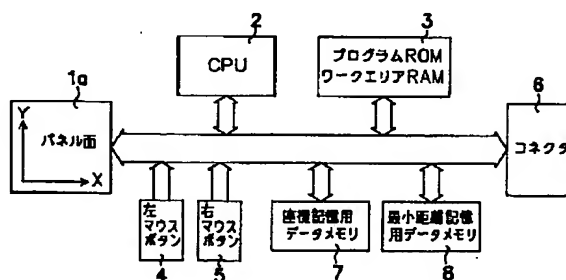 2
3
1a
CPU
プログラムROM
ワークエリアRAM
6
Y
パネル面
X
コネクタ
左
マウス
ボタン
右
マウス
ボタン
座標記憶用
データメモリ
最小距離記憶
用データメモリ
4
5
7
8